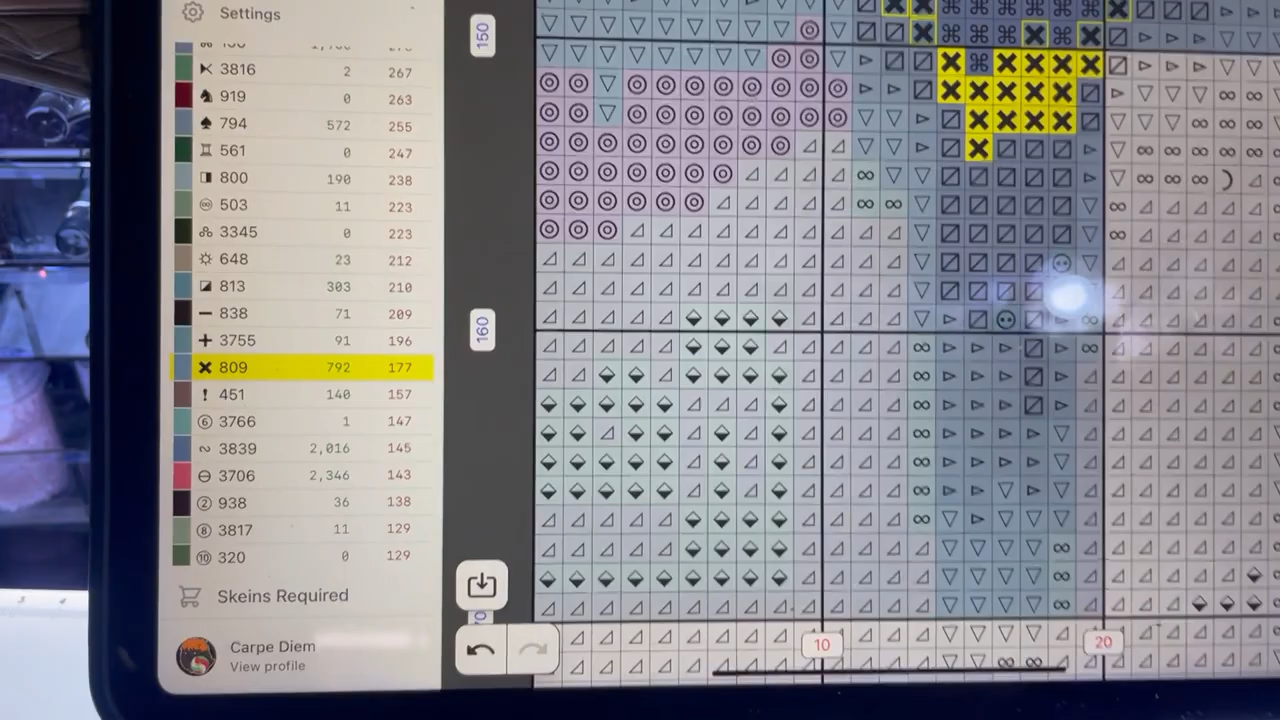 Settings
3816 2 267
919 0 263
794 572 255
561 0 247
800 190 238
503 11 223
3345 0 223
648 23 212
813 303 210
838 71 209
3755 91 196
809 792 177
451 140 157
3766 1 147
3839 2,016 145
3706 2,346 143
2 938 36 138
8 3817 11 129
10 320 0 129
Skeins Required
Carpe Diem
View profile
150
160
10
20